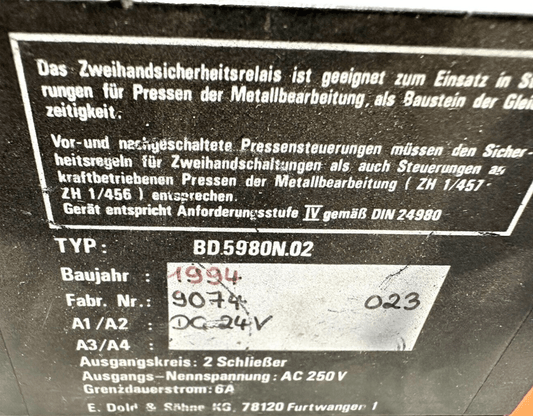 Das Zweihandsicherheitsrelais ist geeignet zum Einsatz in
rungen für Pressen der Metallbearbeitung, als Baustein der
zeitigkeit.
Vor-und nachgeschaltete Pressensteuerungen müssen den Sicher-
heitsregeln für Zweihandschaltungen als auch Steuerungen
kraftbetriebenen Pressen der Metallbearbeitung ( ZH 1/457
ZH 1/456 ) entsprechen.
Gerät entspricht Anforderungsstufe IV gemäß DIN 24980
TYP: BD5980N.02
Baujahr : 1994
Fabr. Nr.: 9074 023
A1/A2 : DC 24V
A3/A4 :
Ausgangskreis: 2 Schließer
Ausgangs-Nennspannung: AC 250 V
Grenzdauerstrom: 6A
E. Dold & Söhne KG, 78120 Furtwangen